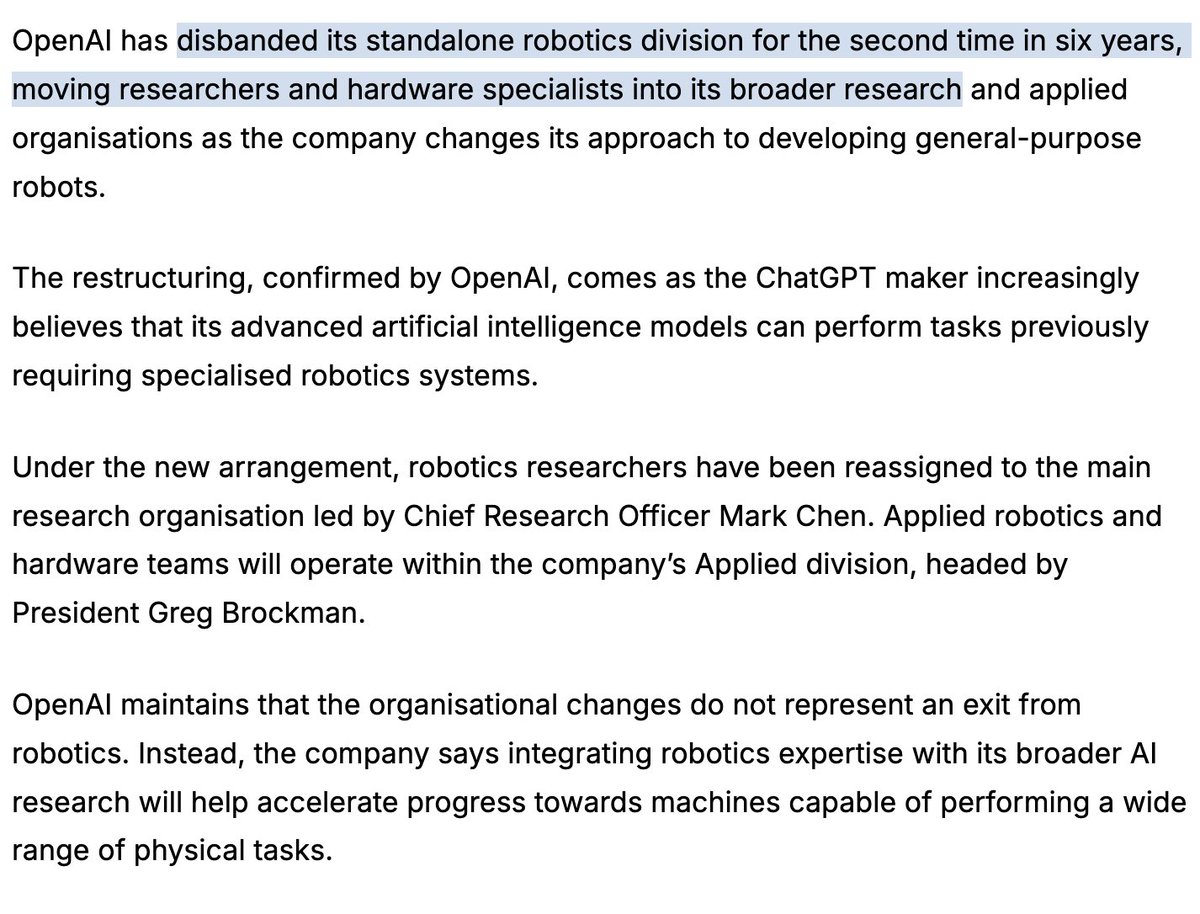 OpenAI has disbanded its standalone robotics division for the second time in six years,
moving researchers and hardware specialists into its broader research and applied
organisations as the company changes its approach to developing general-purpose
robots.
The restructuring, confirmed by OpenAI, comes as the ChatGPT maker increasingly
believes that its advanced artificial intelligence models can perform tasks previously
requiring specialised robotics systems.
Under the new arrangement, robotics researchers have been reassigned to the main
research organisation led by Chief Research Officer Mark Chen. Applied robotics and
hardware teams will operate within the company’s Applied division, headed by
President Greg Brockman.
OpenAI maintains that the organisational changes do not represent an exit from
robotics. Instead, the company says integrating robotics expertise with its broader AI
research will help accelerate progress towards machines capable of performing a wide
range of physical tasks.